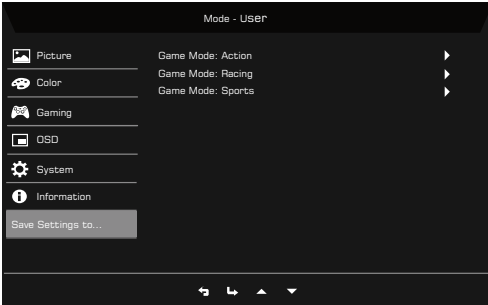 Mode - User
Picture
Color
Gaming
OSD
System
Information
Save Settings to...
Game Mode: Action
Game Mode: Racing
Game Mode: Sports